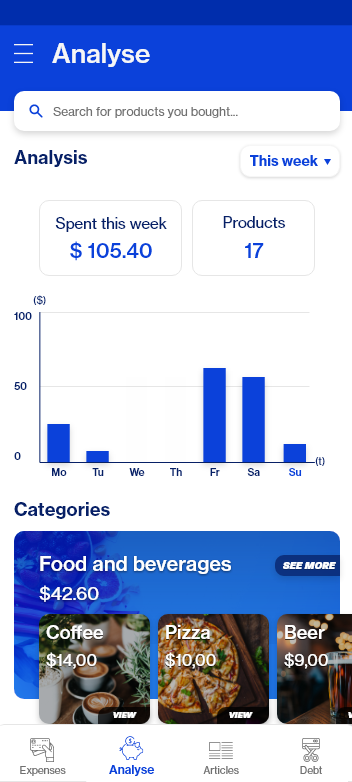 Analyse
Search for products you bought...
Analysis
This week
Spent this week
$ 105.40
Products
17
($)
100
50
0
(t)
Mo Tu We Th Fr Sa Su
Categories
Food and beverages
SEE MORE
$42.60
Coffee
$14,00
VIEW
Pizza
$10,00
VIEW
Beer
$9,00
Expenses
Analyse
Articles
Debt